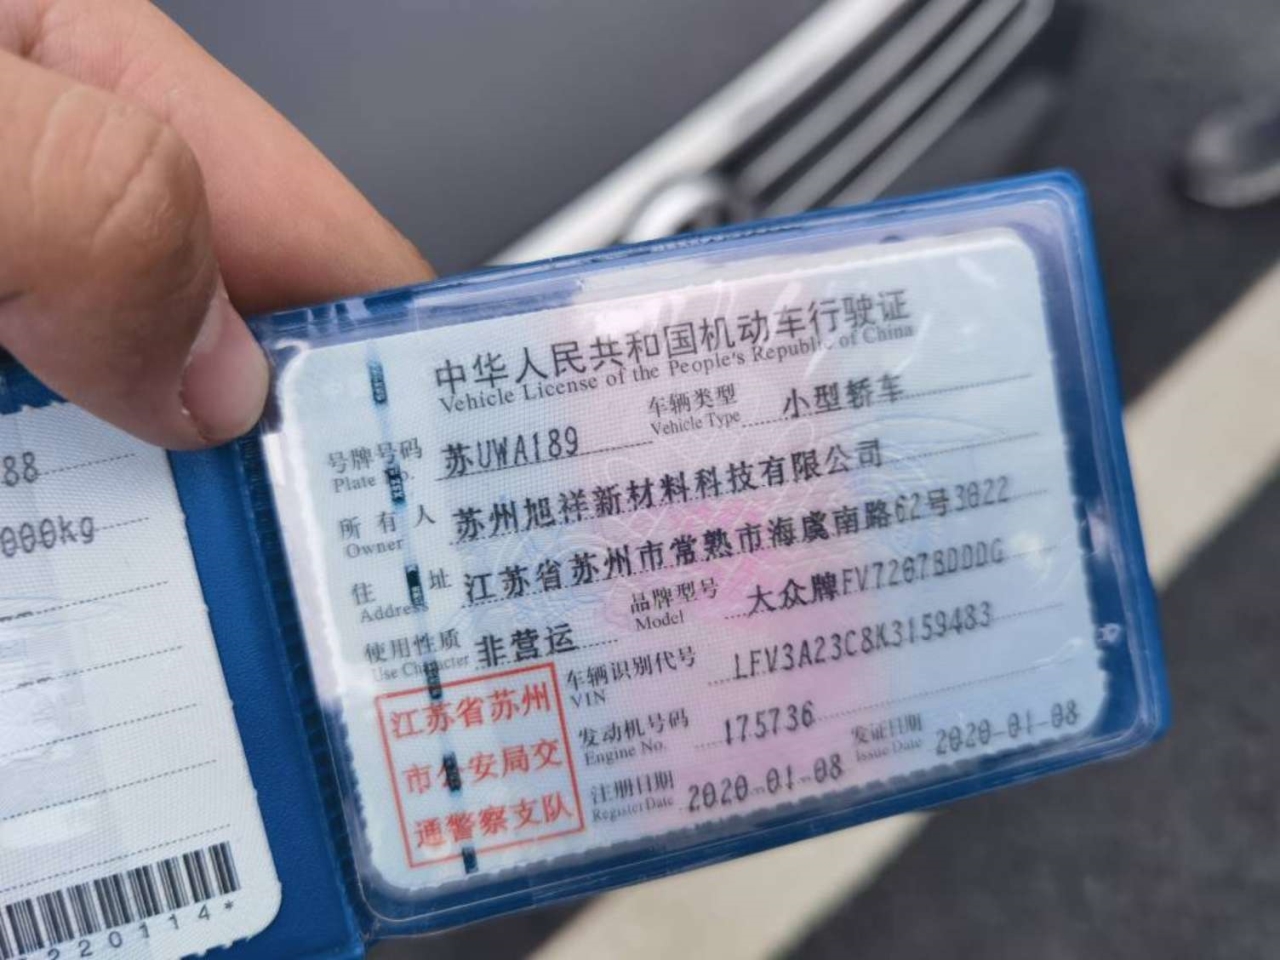 中华人民共和国机动车行驶证
Vehicle License of the People's Republic of China
号牌号码 苏UWA189 车辆类型 小型轿车
Plate No. Vehicle Type
所有人 苏州旭祥新材料科技有限公司
Owner
住址 江苏省苏州市常熟市海虞南路62号3022
Address
使用性质 非营运 品牌型号 大众牌FV7207BDDDG
Use Character Model
车辆识别代号 LFV3A23C8K3159483
VIN
发动机号码 175736
Engine No.
注册日期 2020-01-08 发证日期 2020-01-08
Register Date Issue Date
江苏省苏州
市公安局交
通警察支队
88
000kg
220114*